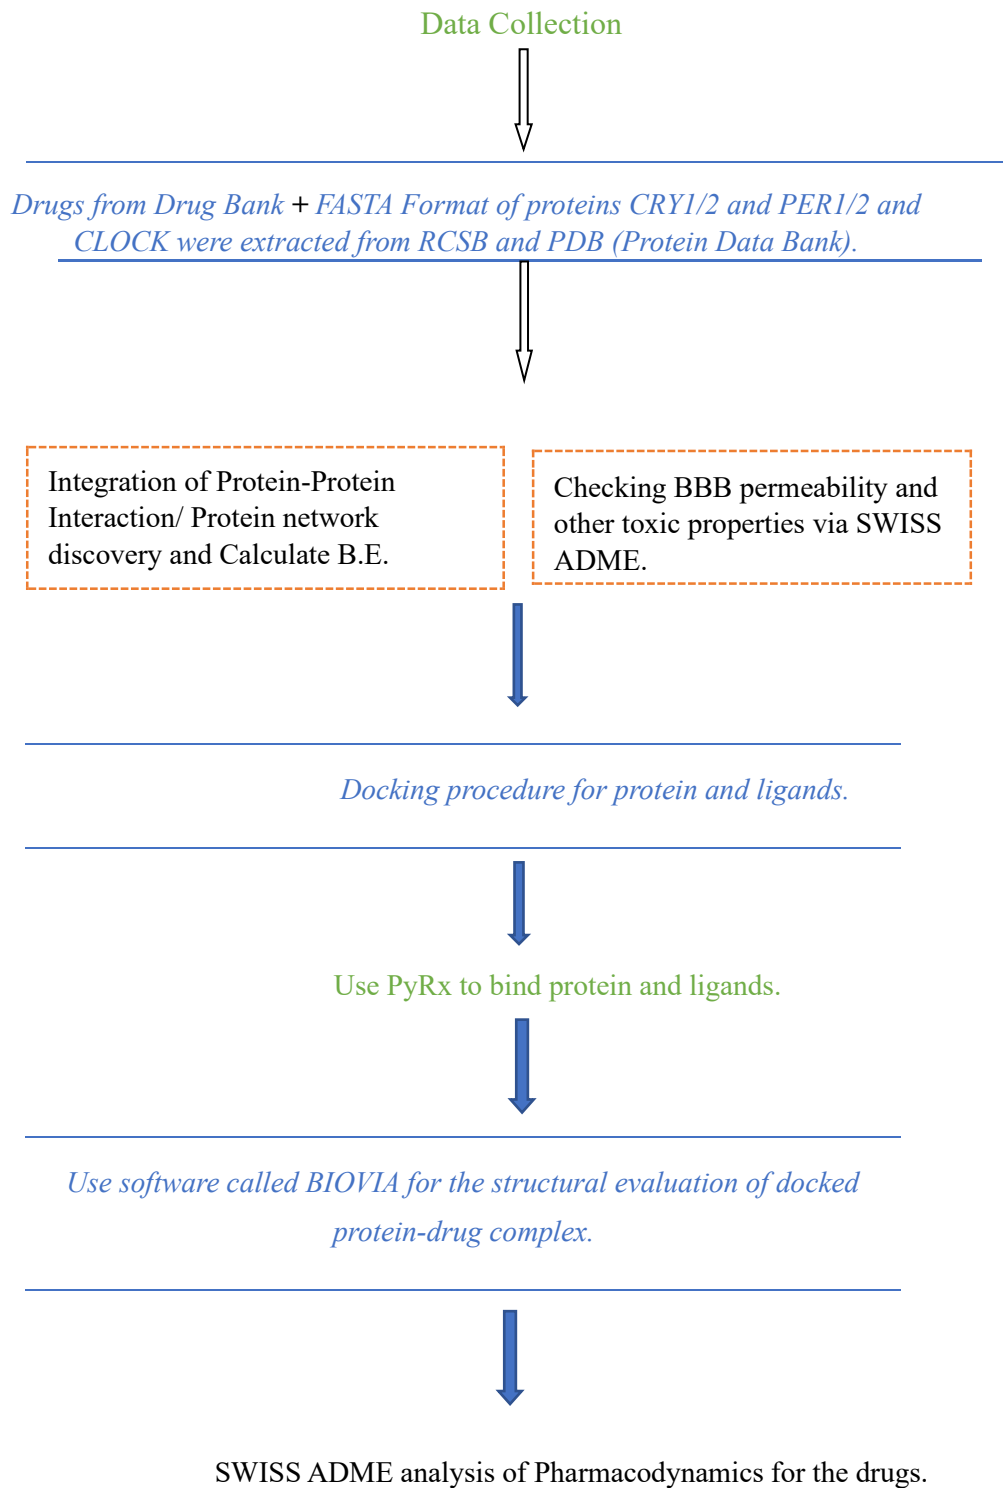 Data Collection
Drugs from Drug Bank + FASTA Format of proteins CRY1/2 and PER1/2 and
CLOCK were extracted from RCSB and PDB (Protein Data Bank).
Integration of Protein-Protein
Interaction/ Protein network
discovery and Calculate B.E.
Checking BBB permeability and
other toxic properties via SWISS
ADME.
Docking procedure for protein and ligands.
Use PyRx to bind protein and ligands.
Use software called BIOVIA for the structural evaluation of docked
protein-drug complex.
SWISS ADME analysis of Pharmacodynamics for the drugs.